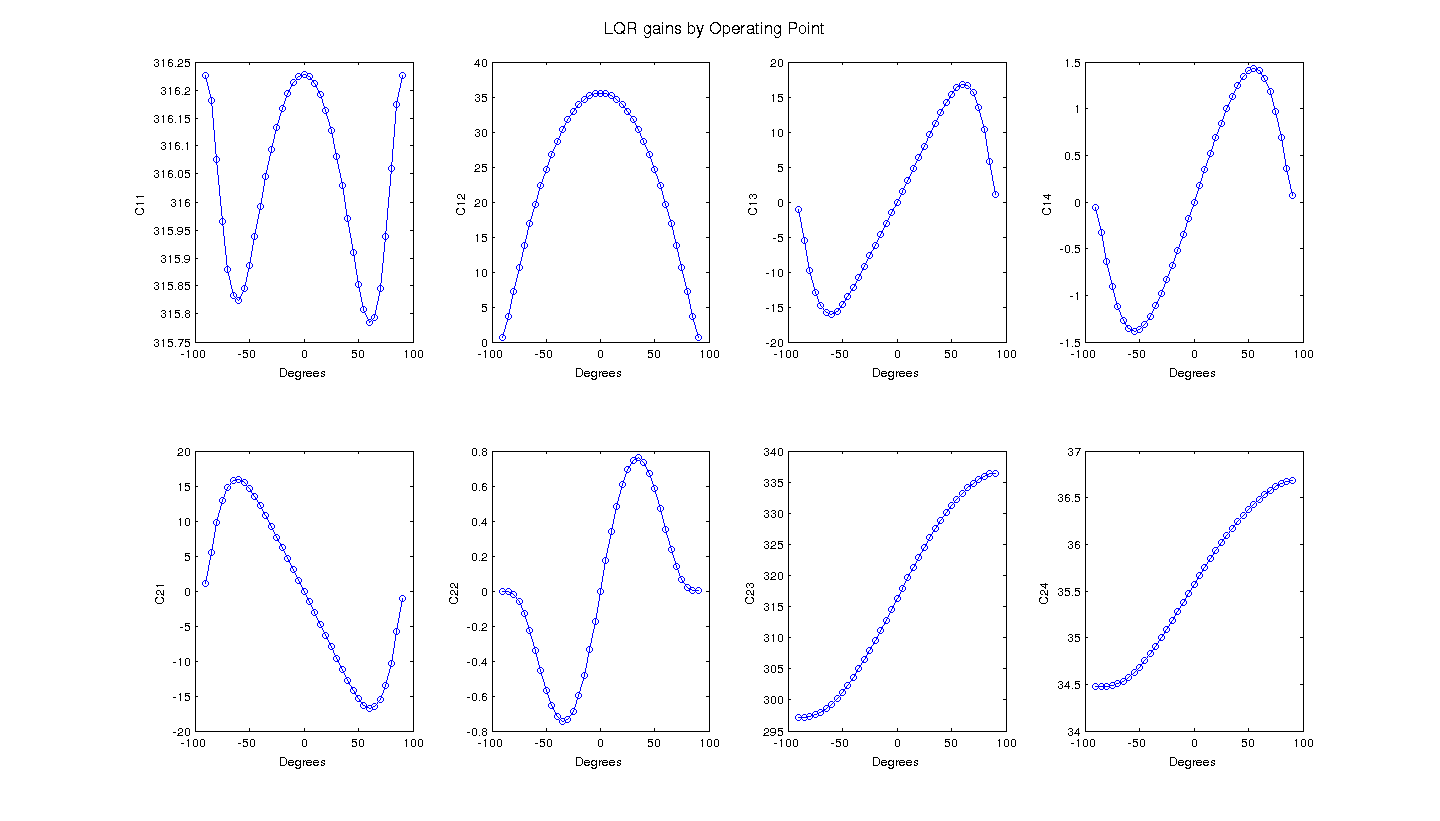 LQR gains by Operating Point
316.25
316.2
316.15
316.1
316.05
316
315.95
315.9
315.85
315.8
315.75
C11
-100 -50 0 50 100
Degrees
40
35
30
25
20
15
10
5
0
C12
-100 -50 0 50 100
Degrees
20
15
10
5
0
-5
-10
-15
-20
C13
-100 -50 0 50 100
Degrees
1.5
1
0.5
0
-0.5
-1
-1.5
C14
-100 -50 0 50 100
Degrees
20
15
10
5
0
-5
-10
-15
-20
C21
-100 -50 0 50 100
Degrees
0.8
0.6
0.4
0.2
0
-0.2
-0.4
-0.6
-0.8
C22
-100 -50 0 50 100
Degrees
340
335
330
325
320
315
310
305
300
295
C23
-100 -50 0 50 100
Degrees
37
36.5
36
35.5
35
34.5
34
C24
-100 -50 0 50 100
Degrees